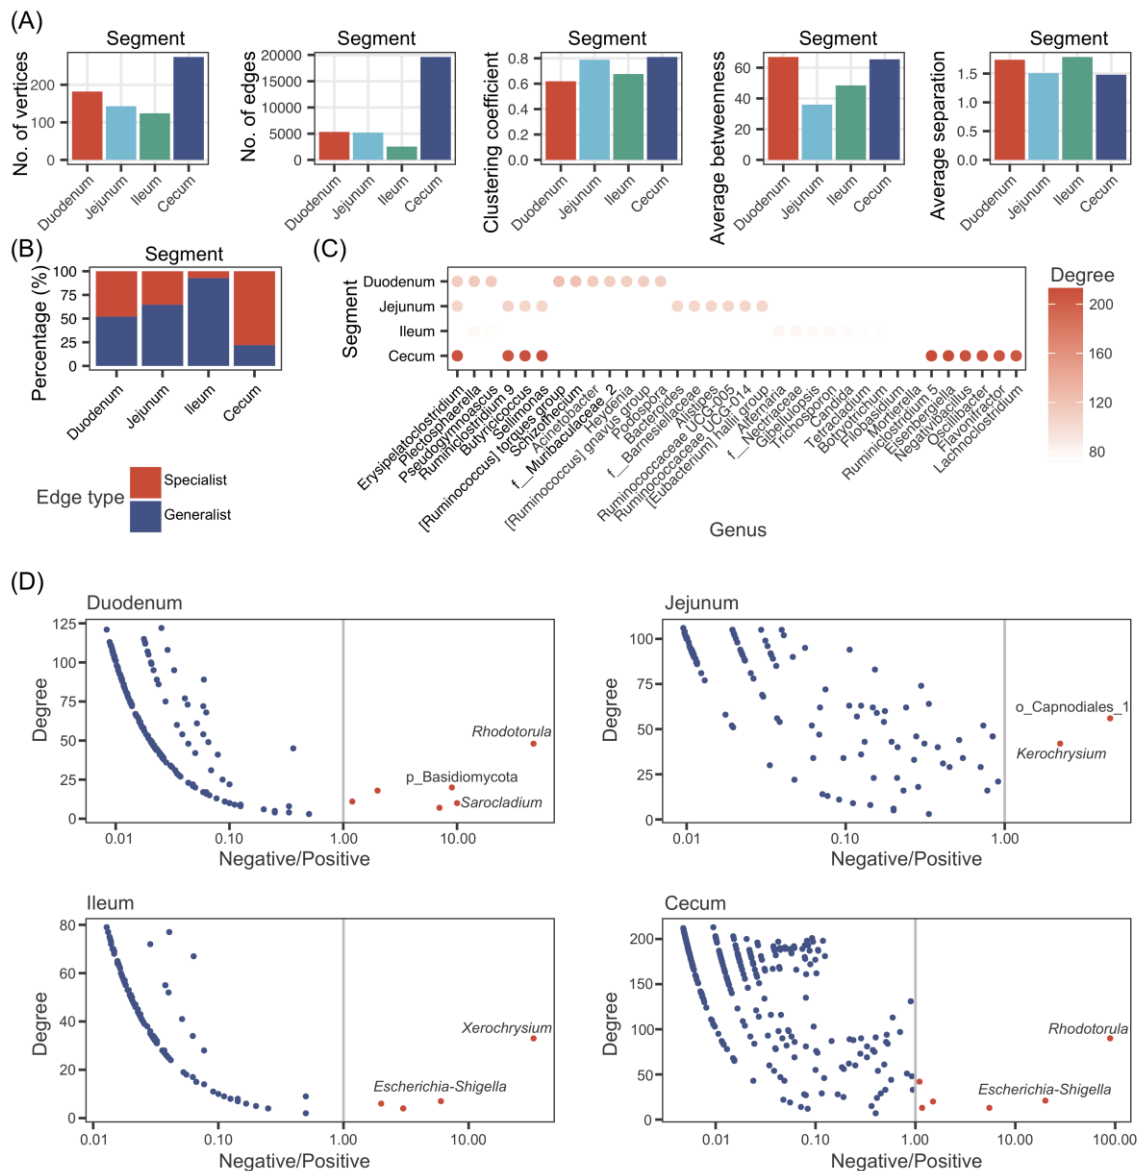 (A)
Segment
No. of vertices
200
100
0
Duodenum
Jejunum
Ileum
Cecum
Segment
No. of edges
20000
15000
10000
5000
0
Duodenum
Jejunum
Ileum
Cecum
Segment
Clustering coefficient
0.8
0.6
0.4
0.2
0.0
Duodenum
Jejunum
Ileum
Cecum
Segment
Average betweenness
60
40
20
0
Duodenum
Jejunum
Ileum
Cecum
Segment
Average separation
1.5
1.0
0.5
0.0
Duodenum
Jejunum
Ileum
Cecum
(B)
Segment
Percentage (%)
100
75
50
25
0
Duodenum
Jejunum
Ileum
Cecum
Edge type
Specialist
Generalist
(C)
Segment
Duodenum
Jejunum
Ileum
Cecum
Erysipelatoclostridium
Plectosphaerella
Pseudogymnoascus
Ruminiclostridium 9
Butyricicoccus
Sellimonas
[Ruminococcus] torques group
Schizothecium
Acinetobacter
f__Muribaculaceae_2
Heydenia
[Ruminococcus] gnavus group
Podospora
Bacteroides
f__Barnesiellaceae
Alistipes
Ruminococcaceae UCG-005
Ruminococcaceae UCG-014
[Eubacterium] hallii group
Alternaria
f__Nectriaceae
Gibellulopsis
Trichosporon
Candida
Tetracladium
Botryotrichum
Filobasidium
Mortierella
Ruminiclostridium 5
Eisenbergiella
Negativibacillus
Oscillibacter
Flavonifractor
Lachnoclostridium
Genus
Degree
200
160
120
80
(D)
Duodenum
Degree
125
100
75
50
25
0
Rhodotorula
p_Basidiomycota
Sarocladium
0.01
0.10
1.00
10.00
Negative/Positive
Jejunum
Degree
100
75
50
25
0
o_Capnodiales_1
Kerochrysium
0.01
0.10
1.00
Negative/Positive
Ileum
Degree
80
60
40
20
0
Xerochrysium
Escherichia-Shigella
0.01
0.10
1.00
10.00
Negative/Positive
Cecum
Degree
200
150
100
50
0
Rhodotorula
Escherichia-Shigella
0.01
0.10
1.00
10.00
100.00
Negative/Positive